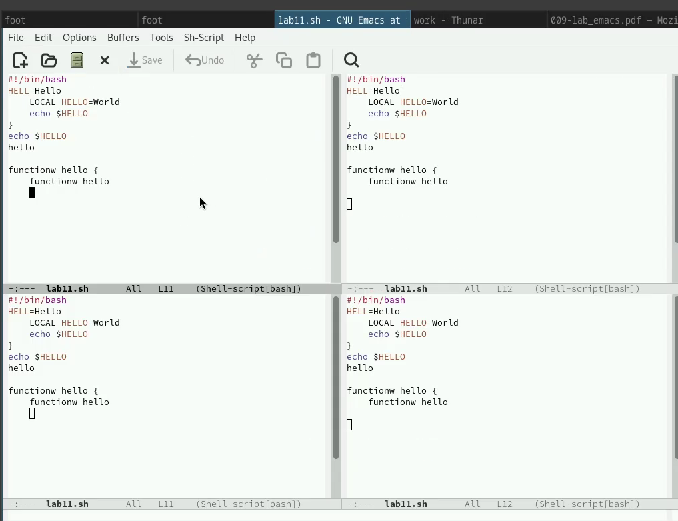 foot foot lab11.sh - GNU Emacs at work - Thunar 009-lab_emacs.pdf — Mozi
File Edit Options Buffers Tools Sh-Script Help
Save Undo
#!/bin/bash
HELL Hello
LOCAL HELLO=World
echo $HELLO
}
echo $HELLO
hello
functionw hello {
functionw hello
-:--- lab11.sh All L11 (Shell-script[bash])
#!/bin/bash
HELL Hello
LOCAL HELLO=World
echo $HELLO
}
echo $HELLO
hello
functionw hello {
functionw hello
-:--- lab11.sh All L12 (Shell-script[bash])
#!/bin/bash
HELL=Hello
LOCAL HELLO World
echo $HELLO
}
echo $HELLO
hello
functionw hello {
functionw hello
: lab11.sh All L11 (Shell script[bash])
#!/bin/bash
HELL=Hello
LOCAL HELLO World
echo $HELLO
}
echo $HELLO
hello
functionw hello {
functionw hello
: lab11.sh All L12 (Shell script[bash])